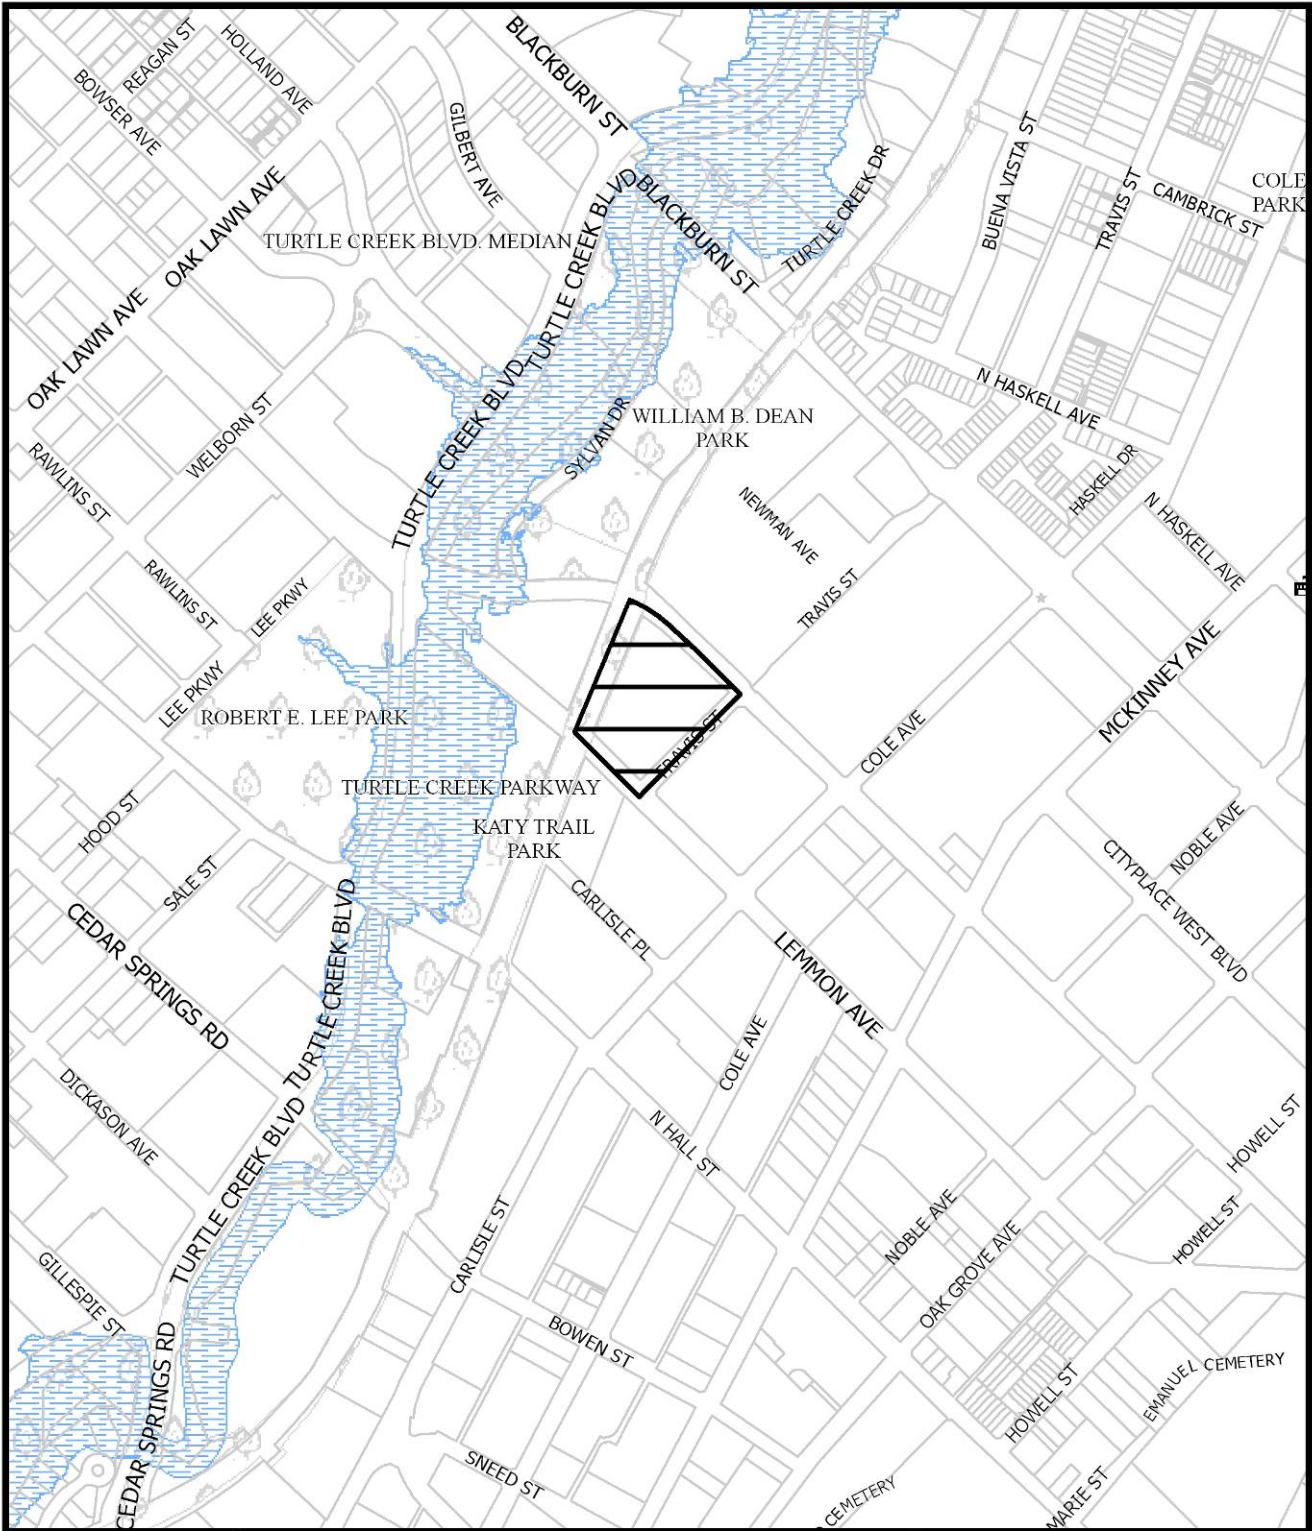 REAGAN ST
HOLLAND AVE
BOWSER AVE
BLACKBURN ST
GILBERT AVE
BUENA VISTA ST
TRAVIS ST
CAMBRICK ST
COLE
PARK
OAK LAWN AVE
TURTLE CREEK BLVD. MEDIAN
TURTLE CREEK BLVD
BLACKBURN ST
TURTLE CREEK DR
OAK LAWN AVE
WELBORN ST
TURTLE CREEK BLVD
SYLVAN DR
WILLIAM B. DEAN
PARK
N HASKELL AVE
HASKELL DR
N HASKELL AVE
RAWLINS ST
NEWMAN AVE
RAWLINS ST
LEE PKWY
TRAVIS ST
LEE PKWY
ROBERT E. LEE PARK
TRAVIS ST
COLE AVE
MCKINNEY AVE
TURTLE CREEK PARKWAY
KATY TRAIL
PARK
HOOD ST
SALE ST
NOBLE AVE
CITYPLACE WEST BLVD
CARLISLE PL
LEMMON AVE
CEDAR SPRINGS RD
TURTLE CREEK BLVD
COLE AVE
DICKASON AVE
N HALL ST
HOWELL ST
TURTLE CREEK BLVD
CARLISLE ST
NOBLE AVE
OAK GROVE AVE
HOWELL ST
GILLESPIE ST
BOWEN ST
HOWELL ST
EMANUEL CEMETERY
CEDAR SPRINGS RD
SNEED ST
CEMETERY
MARIE ST